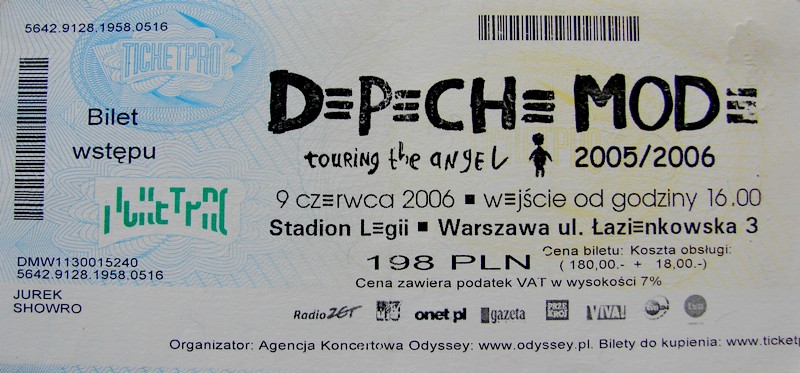 5642.9128.1958.0516
TICKETPRO
Bilet
wstępu
DEPECHE MODE
touring the angel 2005/2006
9 czerwca 2006 ■ wejście od godziny 16.00
Stadion Legii ■ Warszawa ul. Łazienkowska 3
198 PLN Cena biletu: Koszta obsługi:
( 180,00.- + 18,00.-)
Cena zawiera podatek VAT w wysokości 7%
DMW1130015240
5642.9128.1958.0516
JUREK
SHOWRO
Radio ZET onet pl gazeta PRZEKRÓJ VIVA!
Organizator: Agencja Koncertowa Odyssey: www.odyssey.pl. Bilety do kupienia: www.ticketp